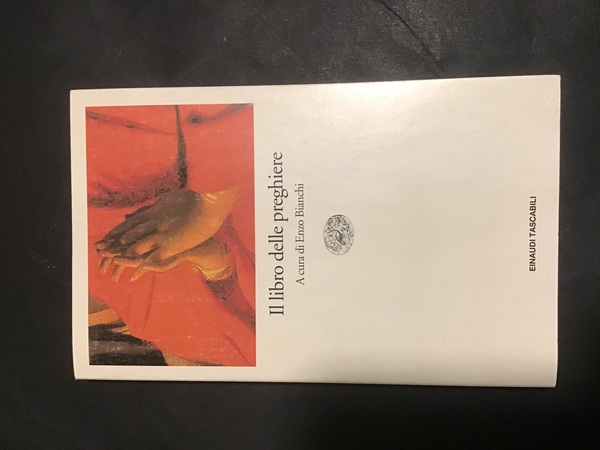 Il libro delle preghiere
A cura di Enzo Bianchi
EINAUDI TASCABILI